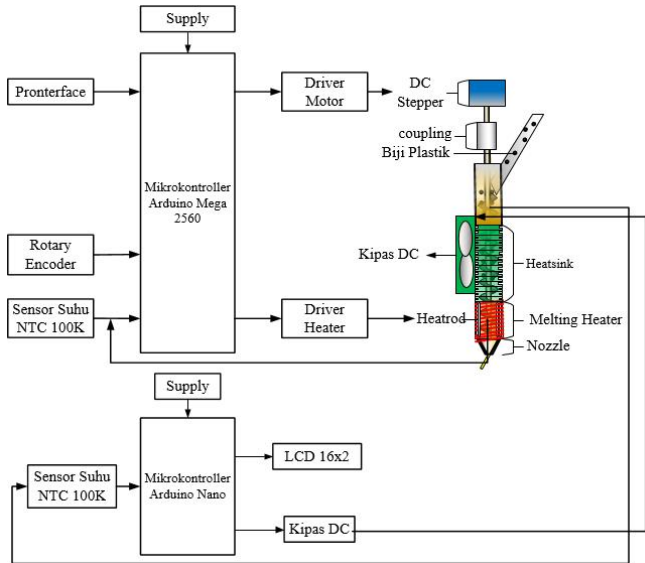 Supply
Pronterface
Mikrokontroller
Arduino Mega
2560
Driver
Motor
DC
Stepper
coupling
Biji Plastik
Rotary
Encoder
Kipas DC
Heatsink
Sensor Suhu
NTC 100K
Driver
Heater
Heatrod
Melting Heater
Nozzle
Supply
Sensor Suhu
NTC 100K
Mikrokontroller
Arduino Nano
LCD 16x2
Kipas DC